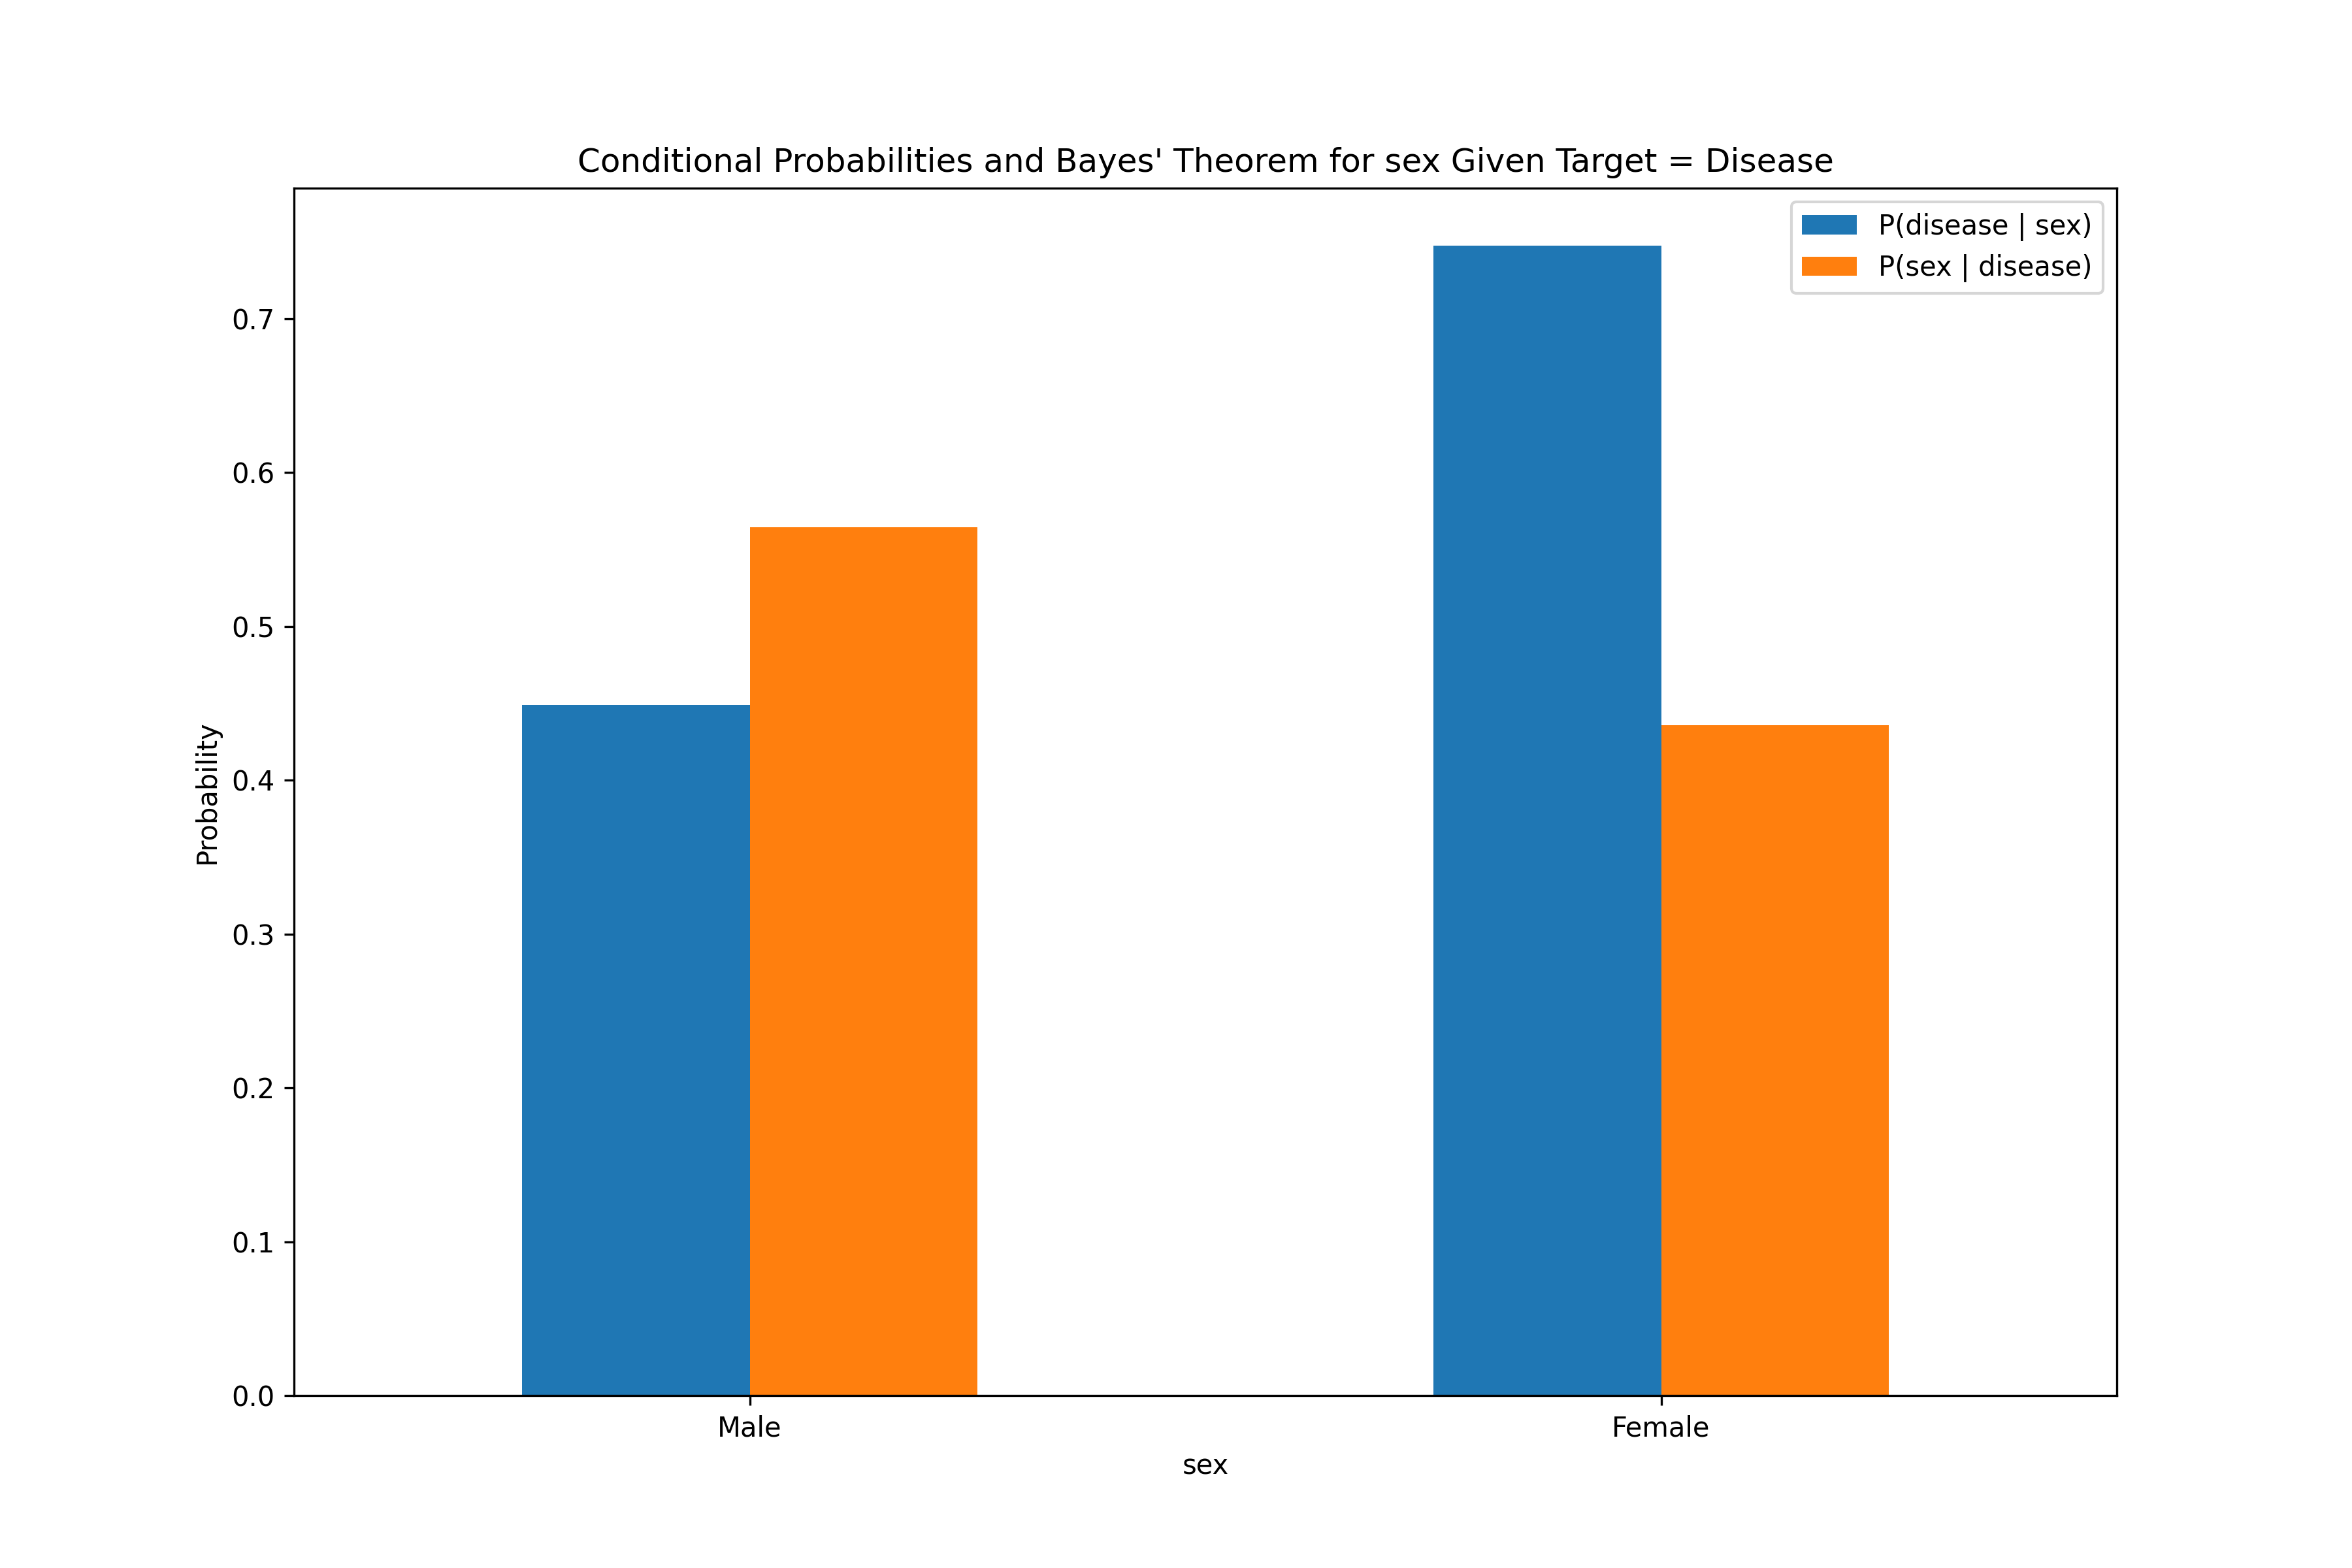 Conditional Probabilities and Bayes' Theorem for sex Given Target = Disease
P(disease | sex)
P(sex | disease)
0.7
0.6
0.5
0.4
0.3
0.2
0.1
0.0
Probability
Male
Female
sex